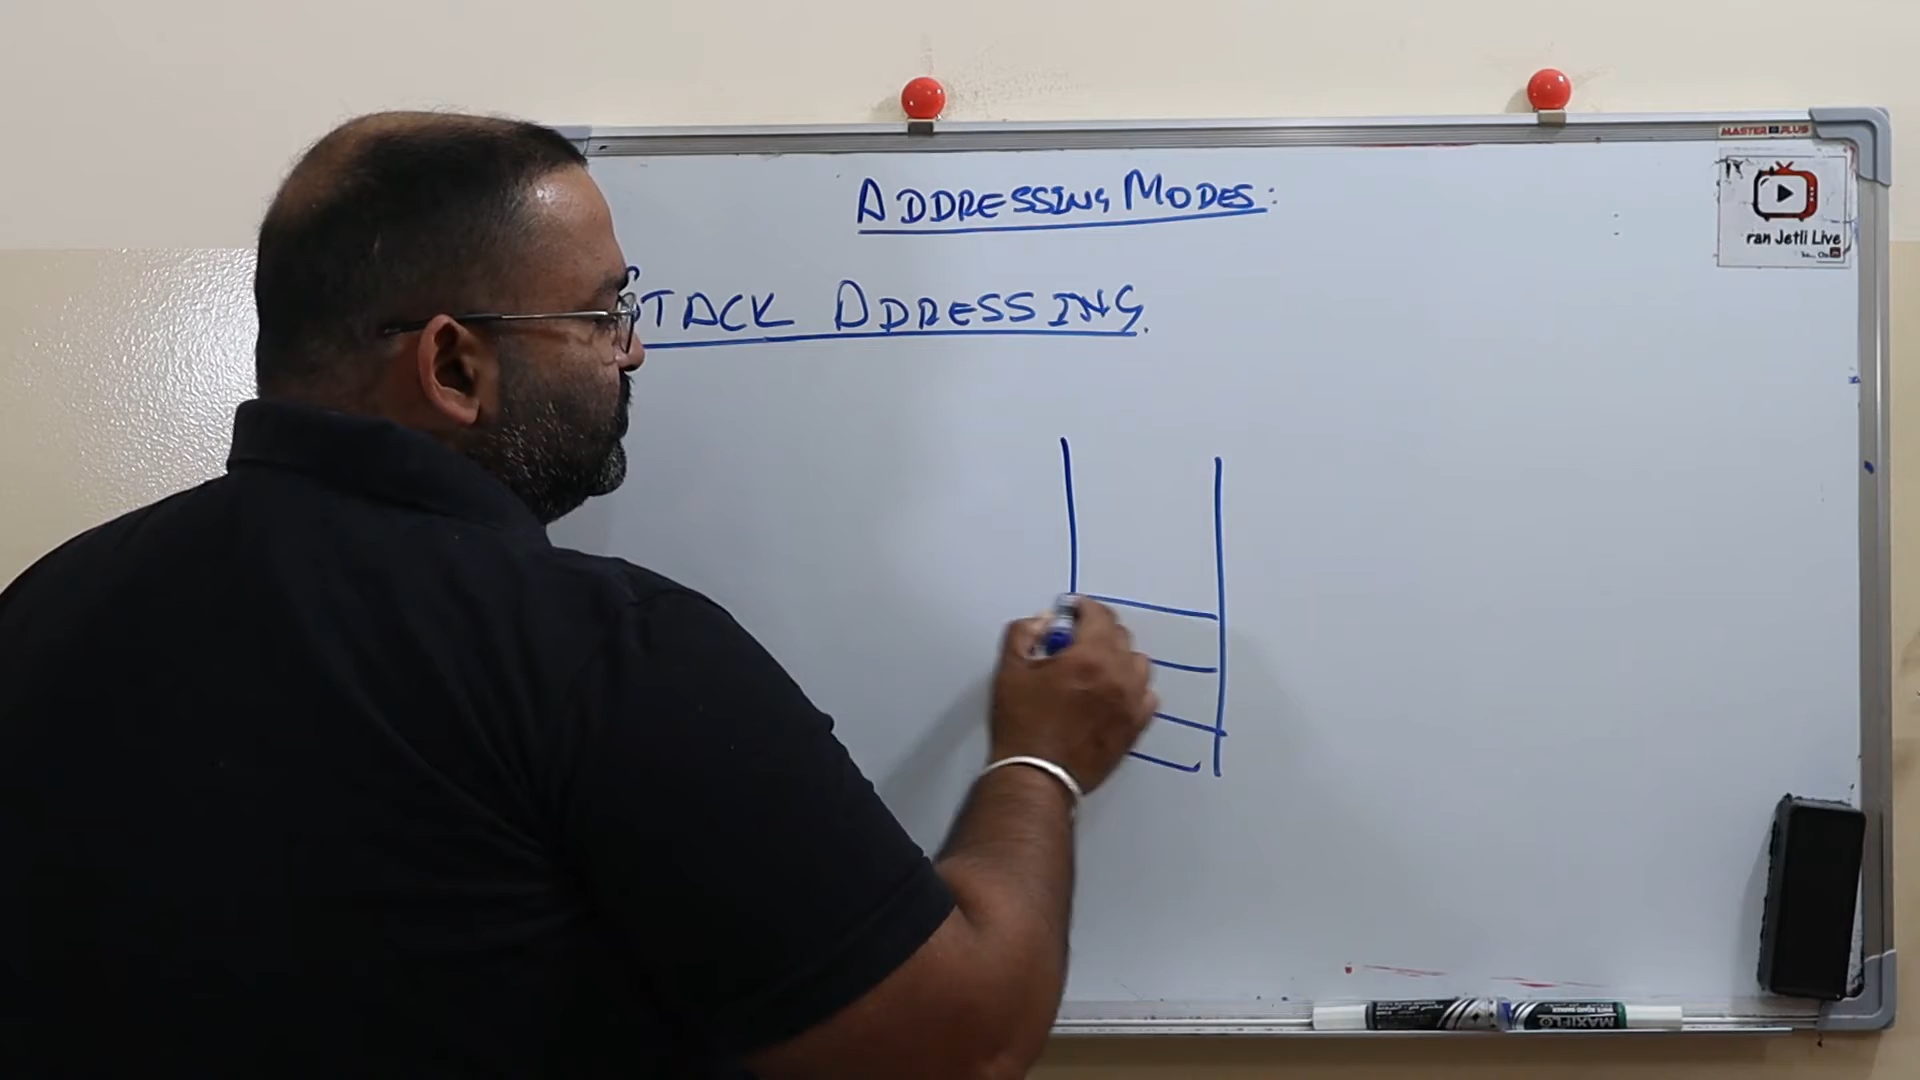 MASTER PLUS
ADDRESSING MODES:
ran Jetli Live
STACK ADDRESSING.
MAXIFLO